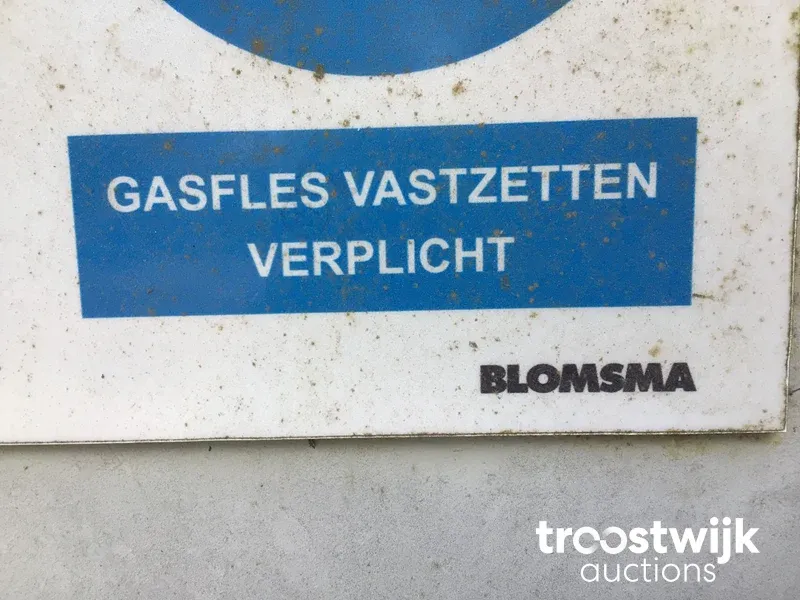 GASFLES VASTZETTEN
VERPLICHT
BLOMSMA
troostwijk
auctions